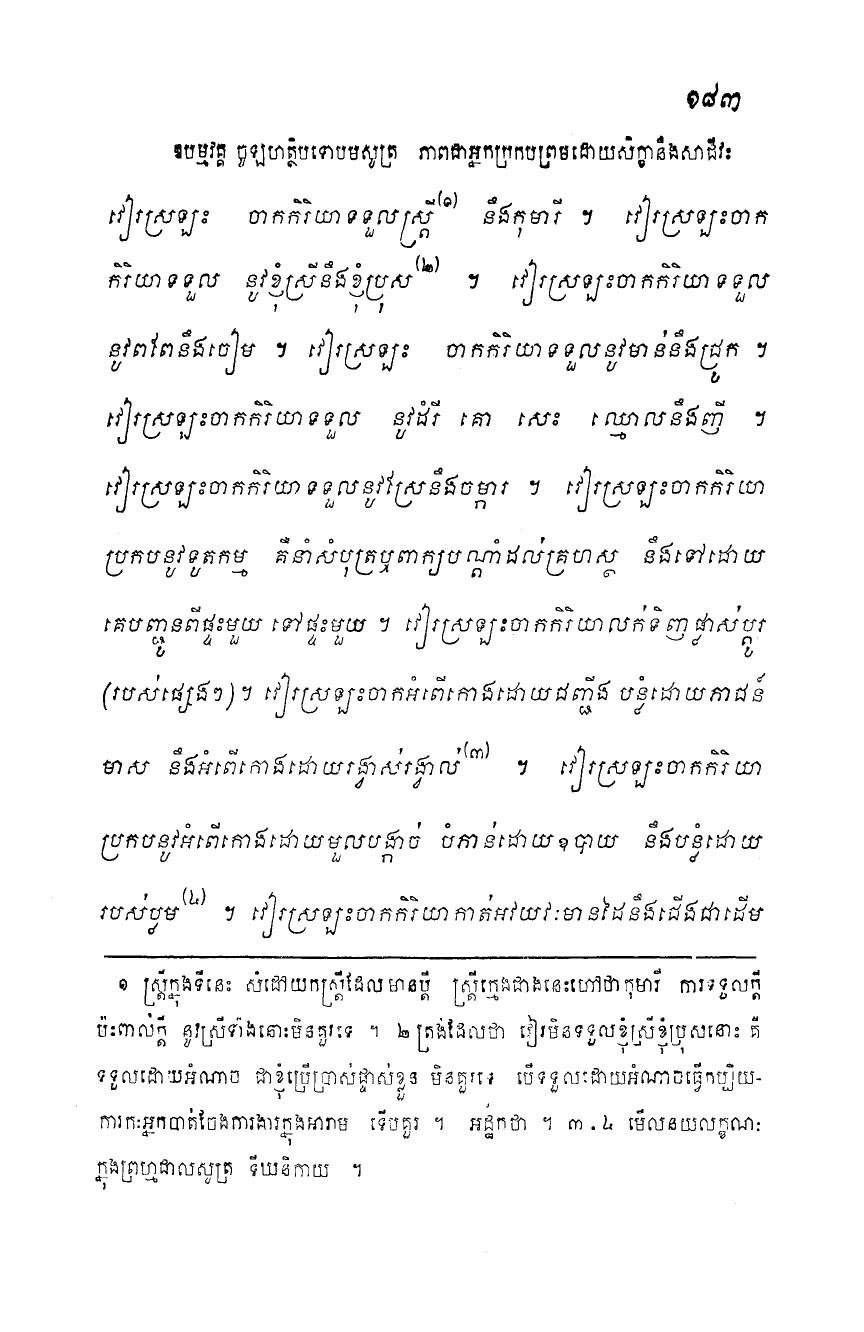 ១៨៣
ឧបម្មវគ្គ ចូឡហត្ថិបទោបមសូត្រ ភាពជាអ្នកប្រកបព្រមដោយសិក្ខានឹងសាជីវៈ
វៀរស្រឡះ ចាកកិរិយាទទួលស្ត្រី(១) នឹងកុមារី ។ វៀរស្រឡះចាក
កិរិយាទទួល នូវខ្ញុំស្រីនឹងខ្ញុំប្រុស(២) ។ វៀរស្រឡះចាកកិរិយាទទួល
នូវពពែនឹងចៀម ។ វៀរស្រឡះ ចាកកិរិយាទទួលនូវមាន់នឹងជ្រូក ។
វៀរស្រឡះចាកកិរិយាទទួល នូវដំរី គោ សេះ ឈ្មោលនឹងញី ។
វៀរស្រឡះចាកកិរិយាទទួលនូវស្រែនឹងចម្ការ ។ វៀរស្រឡះចាកកិរិយា
ប្រកបនូវទូតកម្ម គឺនាំសំបុត្រឬពាក្យបណ្តាំដល់គ្រហស្ថ នឹងទៅដោយ
គេបញ្ជូនពីផ្ទះមួយ ទៅផ្ទះមួយ ។ វៀរស្រឡះចាកកិរិយាលក់ទិញផ្លាស់ប្តូរ
(របស់ផ្សេងៗ) ។ វៀរស្រឡះចាកអំពើកោងដោយជញ្ជីង បន្លំដោយភាជន៍
មាស នឹងអំពើកោងដោយរង្វាស់រង្វាល់(៣) ។ វៀរស្រឡះចាកកិរិយា
ប្រកបនូវអំពើកោងដោយមួលបង្កាច់ បំភាន់ដោយឧបាយ នឹងបន្លំដោយ
របស់ប្លម(៤) ។ វៀរស្រឡះចាកកិរិយាកាត់អវយវៈមានដៃនឹងជើងជាដើម
១ ស្ត្រីក្នុងទីនេះ សំដៅយកស្ត្រីដែលមានប្តី ស្ត្រីក្មេងជាងនេះហៅថាកុមារី ការទទួលក្តី
ប៉ះពាល់ក្តី នូវស្រីទាំងនោះមិនគួរទេ ។ ២ ត្រង់ដែលថា វៀរមិនទទួលខ្ញុំស្រីខ្ញុំប្រុសនោះ គឺ
ទទួលដោយអំណាច ជាខ្ញុំប្រើប្រាស់ផ្ទាល់ខ្លួន មិនគួរទេ បើទទួលដោយអំណាចធ្វើកប្បិយ-
ការកៈអ្នកបាត់ចែងការងារក្នុងអារាម ទើបគួរ ។ អដ្ឋកថា ។ ៣ . ៤ មើលនយលក្ខណៈ
ក្នុងព្រហ្មជាលសូត្រ ទីឃនិកាយ ។